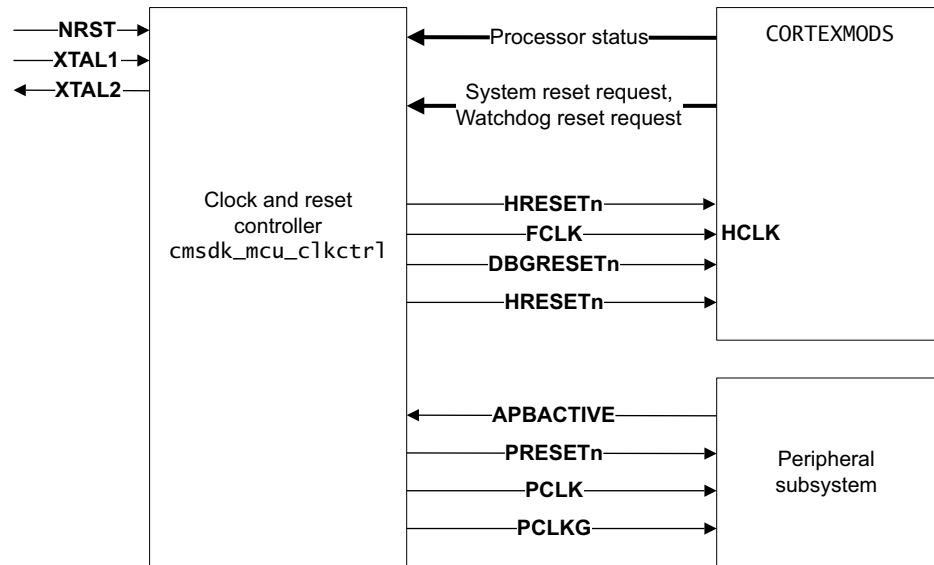 NRST
XTAL1
XTAL2
Clock and reset
controller
cmsdk_mcu_clkctrl
Processor status
System reset request,
Watchdog reset request
HRESETn
FCLK
DBGRESETn
HRESETn
CORTEXMODS
HCLK
APBACTIVE
PRESETn
PCLK
PCLKG
Peripheral
subsystem